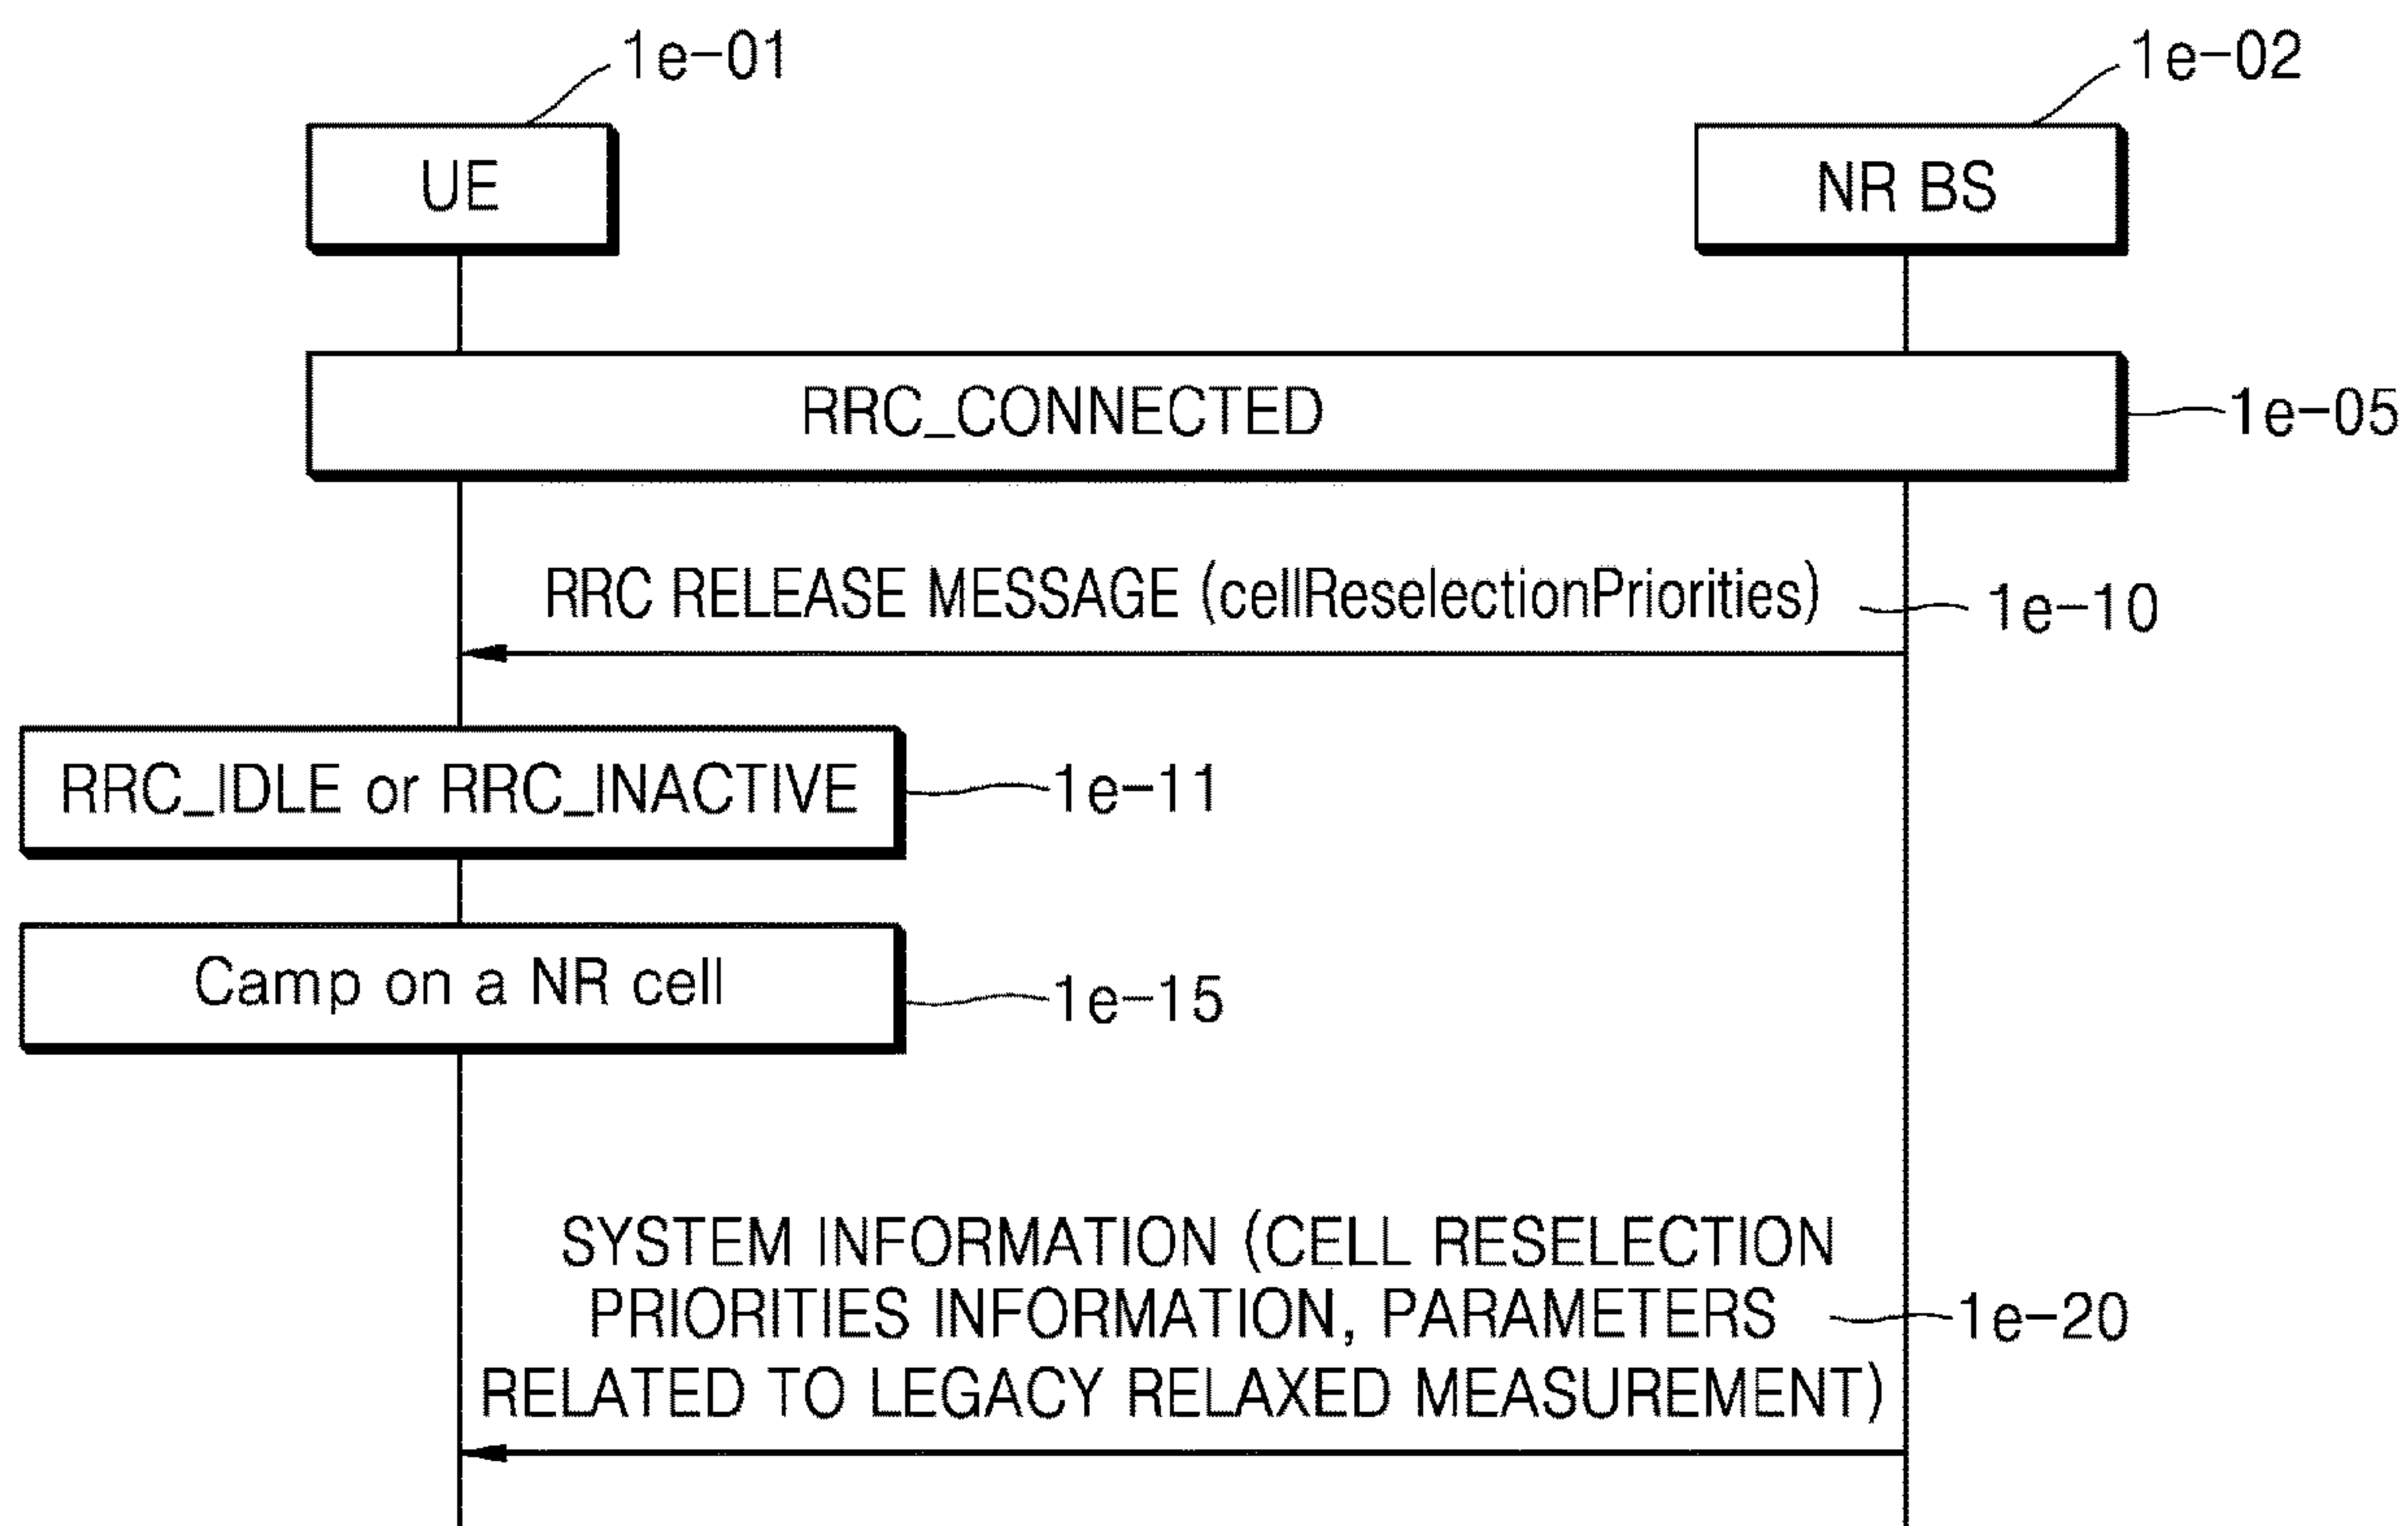 1e-01
1e-02
UE
NR BS
RRC_CONNECTED
1e-05
RRC RELEASE MESSAGE (cellReselectionPriorities)
1e-10
RRC_IDLE or RRC_INACTIVE
1e-11
Camp on a NR cell
1e-15
SYSTEM INFORMATION (CELL RESELECTION
PRIORITIES INFORMATION, PARAMETERS
1e-20
RELATED TO LEGACY RELAXED MEASUREMENT)